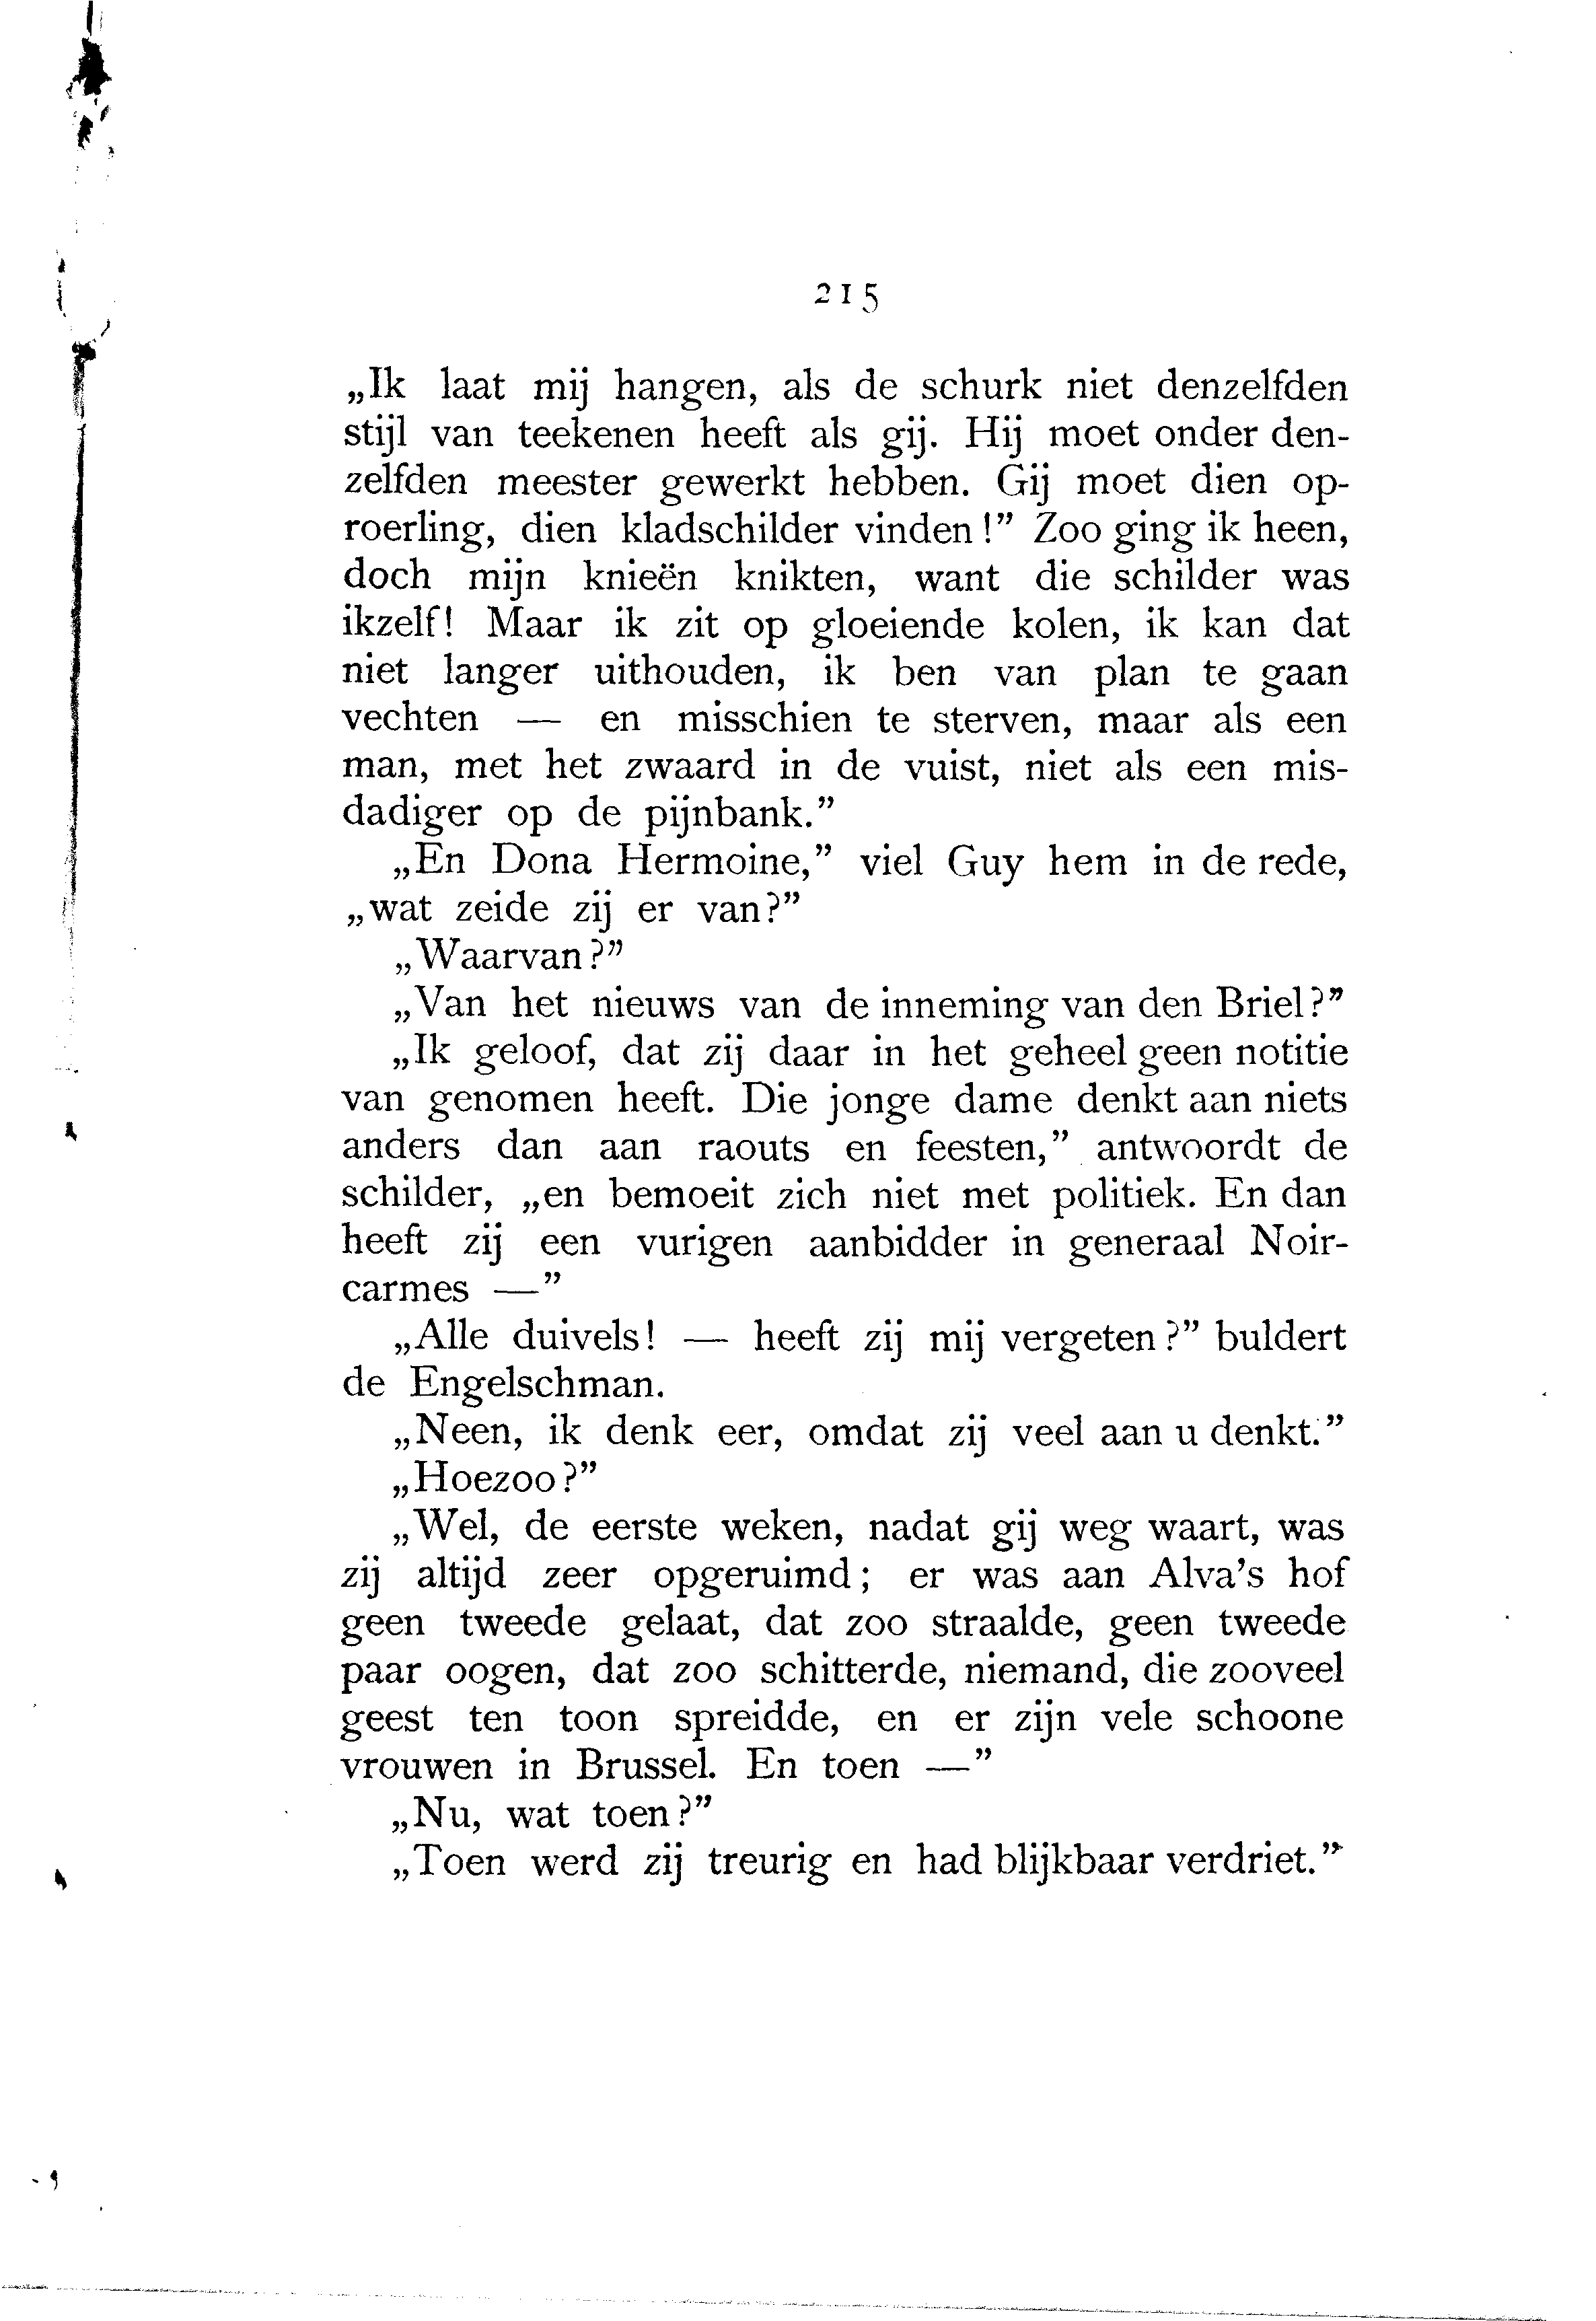 215
„Ik laat mij hangen, als de schurk niet denzelfden
stijl van teekenen heeft als gij. Hij moet onder den-
zelfden meester gewerkt hebben. Gij moet dien op-
roerling, dien kladschilder vinden!” Zoo ging ik heen,
doch mijn knieën knikten, want die schilder was
ikzelf! Maar ik zit op gloeiende kolen, ik kan dat
niet langer uithouden, ik ben van plan te gaan
vechten — en misschien te sterven, maar als een
man, met het zwaard in de vuist, niet als een mis-
dadiger op de pijnbank.”
„En Dona Hermoine,” viel Guy hem in de rede,
„wat zeide zij er van?”
„Waarvan?”
„Van het nieuws van de inneming van den Briel?”
„Ik geloof, dat zij daar in het geheel geen notitie
van genomen heeft. Die jonge dame denkt aan niets
anders dan aan raouts en feesten,” antwoordt de
schilder, „en bemoeit zich niet met politiek. En dan
heeft zij een vurigen aanbidder in generaal Noir-
carmes —”
„Alle duivels! — heeft zij mij vergeten?” buldert
de Engelschman.
„Neen, ik denk eer, omdat zij veel aan u denkt.”
„Hoezoo?”
„Wel, de eerste weken, nadat gij weg waart, was
zij altijd zeer opgeruimd; er was aan Alva's hof
geen tweede gelaat, dat zoo straalde, geen tweede
paar oogen, dat zoo schitterde, niemand, die zooveel
geest ten toon spreidde, en er zijn vele schoone
vrouwen in Brussel. En toen —”
„Nu, wat toen?”
„Toen werd zij treurig en had blijkbaar verdriet.”